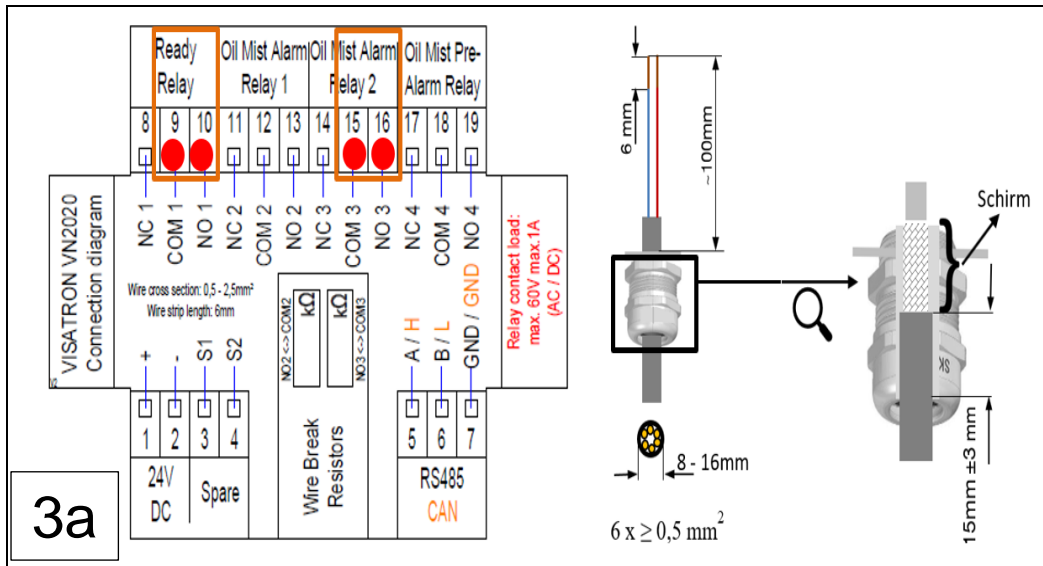 Ready
Relay
Oil Mist Alarm
Relay 1
Oil Mist Alarm
Relay 2
Oil Mist Pre-
Alarm Relay
8 9 10 11 12 13 14 15 16 17 18 19
NC 1
COM 1
NO 1
NC 2
COM 2
NO 2
NC 3
COM 3
NO 3
NC 4
COM 4
NO 4
VISATRON VN2020
Connection diagram
Wire cross section: 0,5 - 2,5mm²
Wire strip length: 6mm
+
-
S1
S2
NO2 <->COM2
kΩ
kΩ
NO3 <->COM3
A / H
B / L
GND / GND
Relay contact load:
max. 60V max.1A
(AC / DC)
1 2 3 4
5 6 7
24V
DC
Spare
Wire Break
Resistors
RS485
CAN
3a
6 mm
~100mm
8 - 16mm
6 x ≥ 0,5 mm²
Schirm
SK
15mm ±3 mm